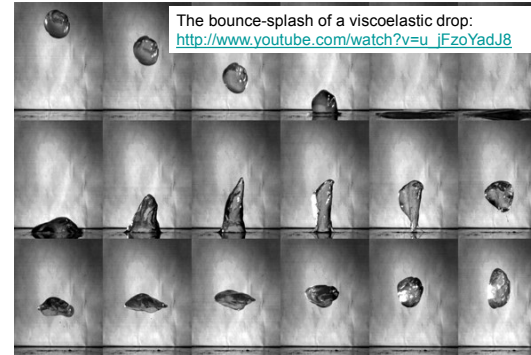 The bounce-splash of a viscoelastic drop:
http://www.youtube.com/watch?v=u_jFzoYadJ8